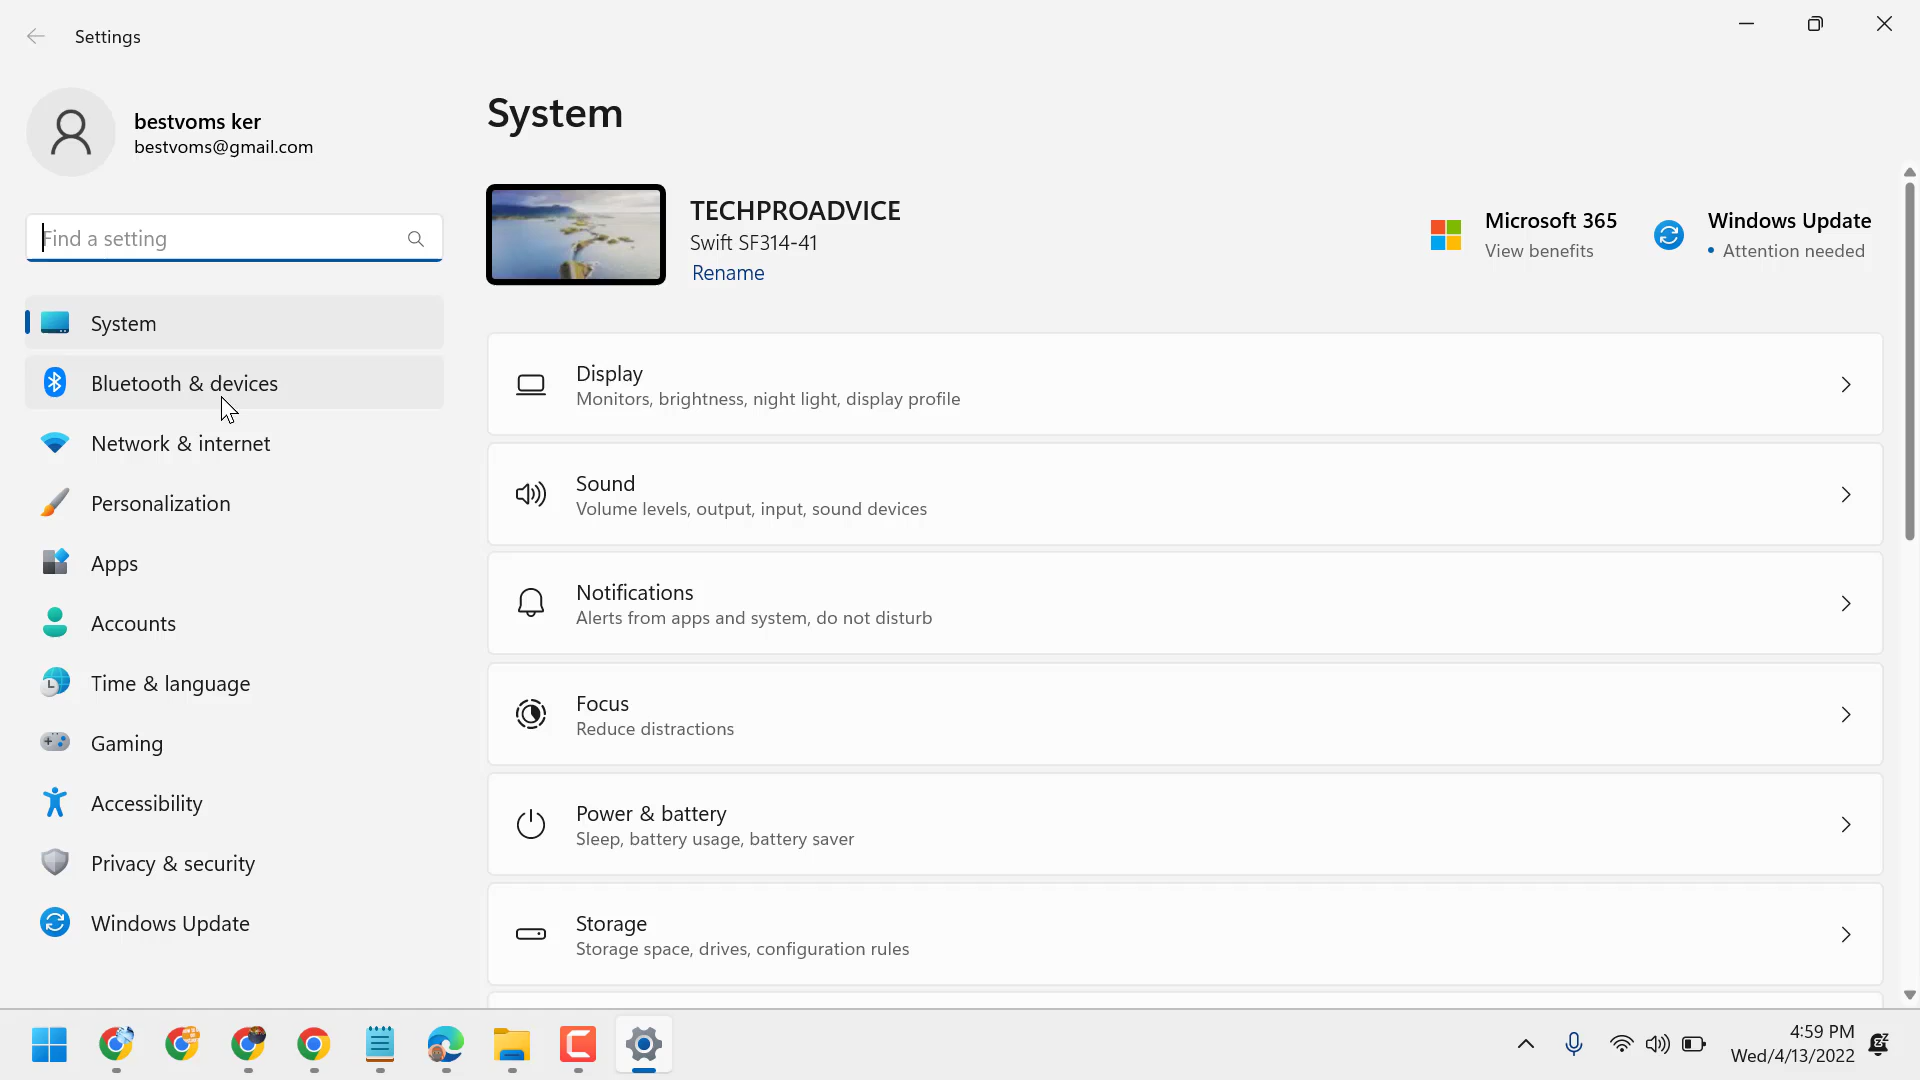 Settings
bestvoms ker
bestvoms@gmail.com
Find a setting
System
Bluetooth & devices
Network & internet
Personalization
Apps
Accounts
Time & language
Gaming
Accessibility
Privacy & security
Windows Update
System
TECHPROADVICE
Swift SF314-41
Rename
Microsoft 365
View benefits
Windows Update
• Attention needed
Display
Monitors, brightness, night light, display profile
Sound
Volume levels, output, input, sound devices
Notifications
Alerts from apps and system, do not disturb
Focus
Reduce distractions
Power & battery
Sleep, battery usage, battery saver
Storage
Storage space, drives, configuration rules
4:59 PM
Wed/4/13/2022